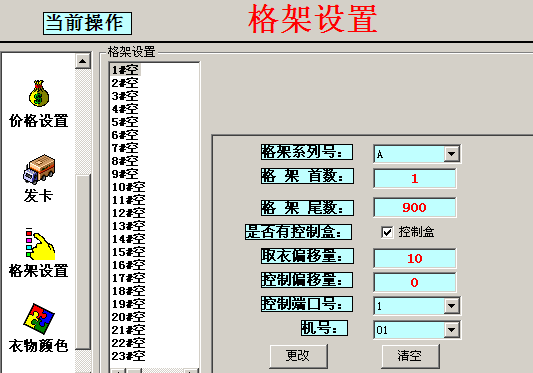 当前操作
格架设置
价格设置
发卡
格架设置
衣物颜色
格架设置
1#空
2#空
3#空
4#空
5#空
6#空
7#空
8#空
9#空
10#空
11#空
12#空
13#空
14#空
15#空
16#空
17#空
18#空
19#空
20#空
21#空
22#空
23#空
格架系列号: A
格 架 首数: 1
格 架 尾数: 900
是否有控制盒: 控制盒
取衣偏移量: 10
控制偏移量: 0
控制端口号: 1
机号: 01
更改 清空